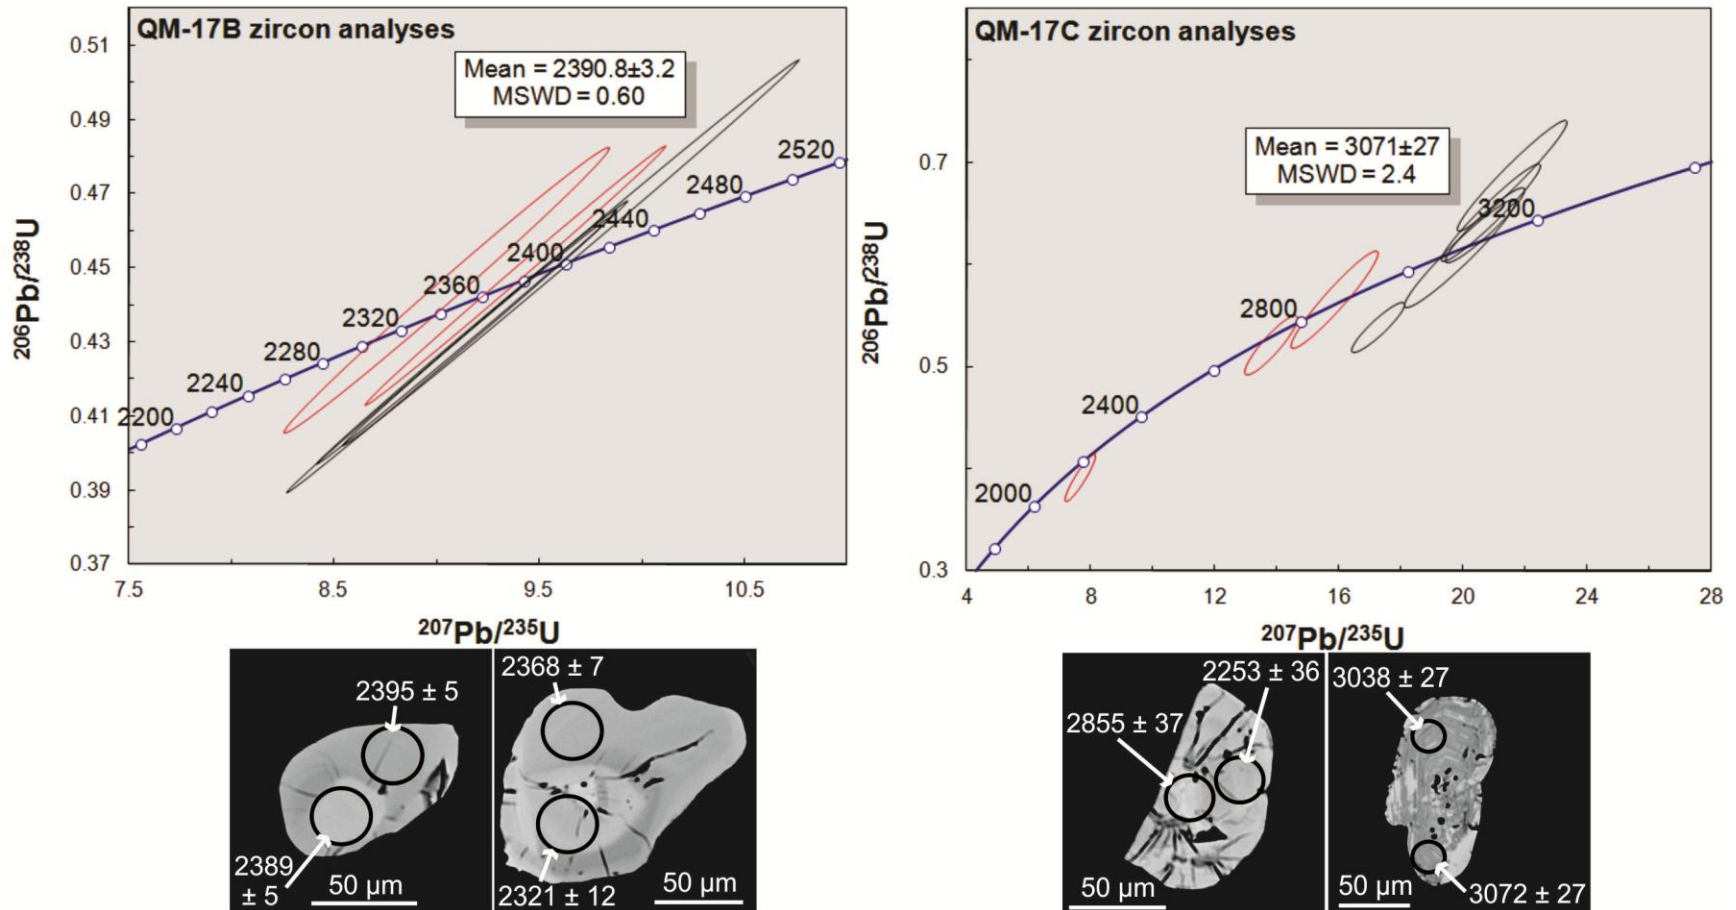 QM-17B zircon analyses
Mean = 2390.8±3.2
MSWD = 0.60
0.51
0.49
0.47
0.45
0.43
0.41
0.39
0.37
²⁰⁶Pb/²³⁸U
2200
2240
2280
2320
2360
2400
2440
2480
2520
7.5
8.5
9.5
10.5
²⁰⁷Pb/²³⁵U
QM-17C zircon analyses
Mean = 3071±27
MSWD = 2.4
0.7
0.5
0.3
²⁰⁶Pb/²³⁸U
2000
2400
2800
3200
4
8
12
16
20
24
28
²⁰⁷Pb/²³⁵U
2395 ± 5
2389
± 5
50 µm
2368 ± 7
2321 ± 12
50 µm
2253 ± 36
2855 ± 37
50 µm
3038 ± 27
50 µm
3072 ± 27